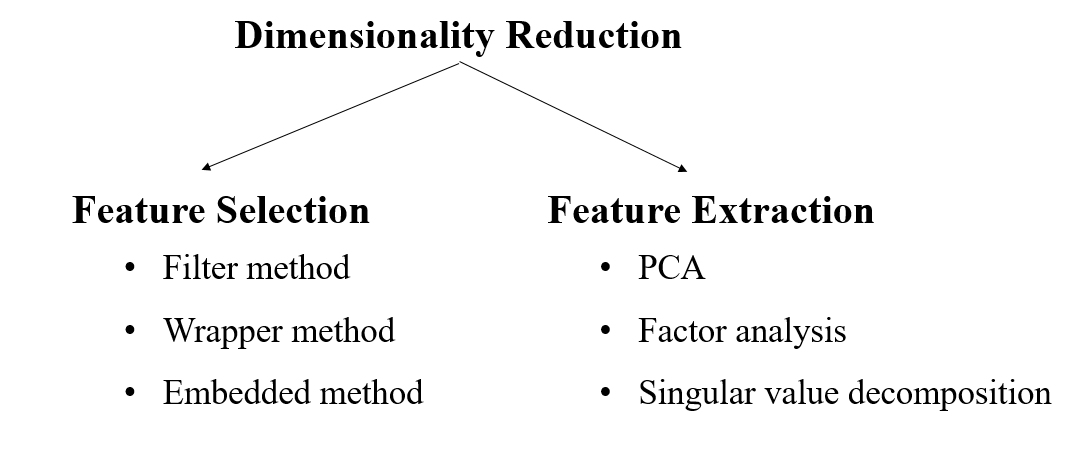 Dimensionality Reduction
Feature Selection
• Filter method
• Wrapper method
• Embedded method
Feature Extraction
• PCA
• Factor analysis
• Singular value decomposition